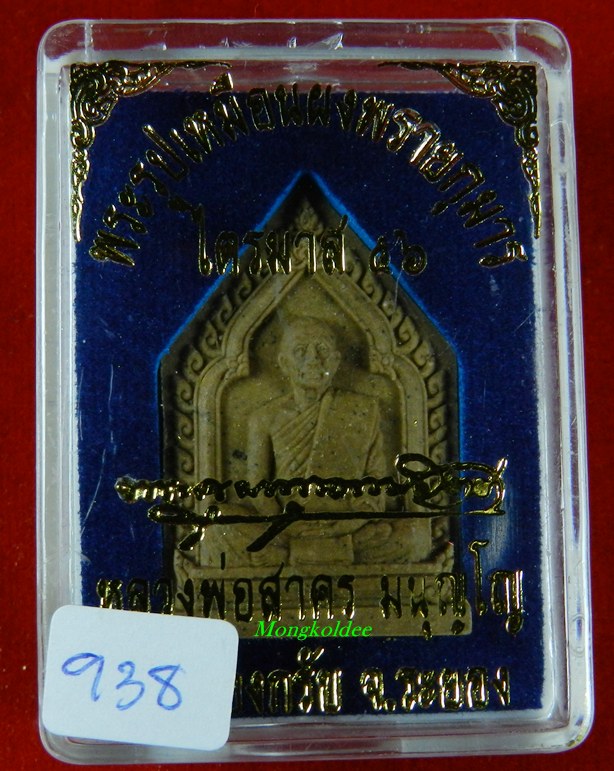 พระรูปเหมือนผงพรายกุมาร
ไตรมาส ๕๖
หลวงพ่อสาคร มนุญฺโญ
Mongkoldee
จ.ระยอง
938